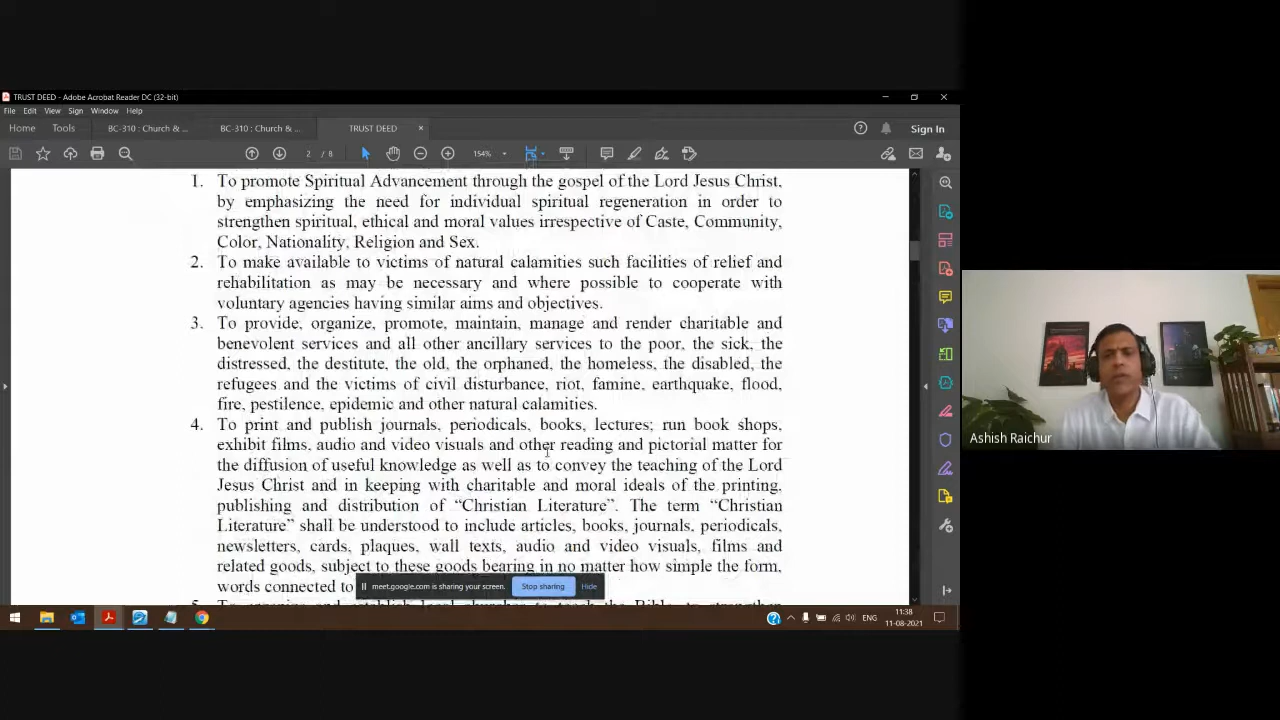 TRUST DEED - Adobe Acrobat Reader DC (32-bit)
File Edit View Sign Window Help
Home Tools BC-310 : Church & ... BC-310 : Church & ... TRUST DEED × Sign In
2 / 8 154%
1. To promote Spiritual Advancement through the gospel of the Lord Jesus Christ,
by emphasizing the need for individual spiritual regeneration in order to
strengthen spiritual, ethical and moral values irrespective of Caste, Community,
Color, Nationality, Religion and Sex.
2. To make available to victims of natural calamities such facilities of relief and
rehabilitation as may be necessary and where possible to cooperate with
voluntary agencies having similar aims and objectives.
3. To provide, organize, promote, maintain, manage and render charitable and
benevolent services and all other ancillary services to the poor, the sick, the
distressed, the destitute, the old, the orphaned, the homeless, the disabled, the
refugees and the victims of civil disturbance, riot, famine, earthquake, flood,
fire, pestilence, epidemic and other natural calamities.
4. To print and publish journals, periodicals, books, lectures; run book shops,
exhibit films, audio and video visuals and other reading and pictorial matter for
the diffusion of useful knowledge as well as to convey the teaching of the Lord
Jesus Christ and in keeping with charitable and moral ideals of the printing,
publishing and distribution of “Christian Literature”. The term “Christian
Literature” shall be understood to include articles, books, journals, periodicals,
newsletters, cards, plaques, wall texts, audio and video visuals, films and
related goods, subject to these goods bearing in no matter how simple the form,
words connected to
meet.google.com is sharing your screen. Stop sharing Hide
5. To organize and establish local churches to teach the Bible, to strengthen
ENG 11:38
11-08-2021
Ashish Raichur